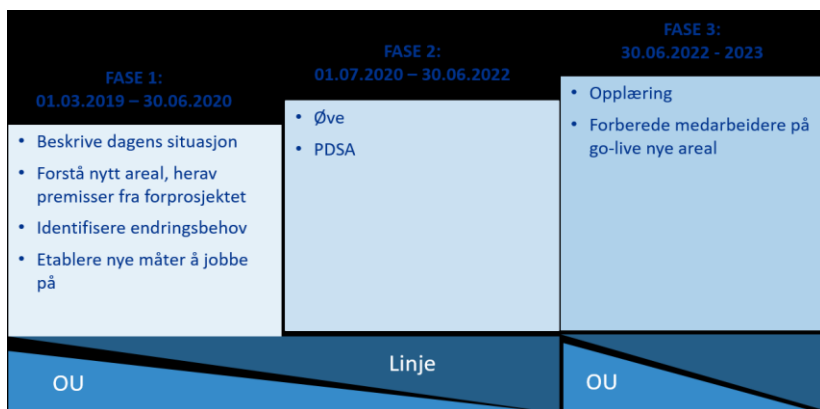 FASE 1:
01.03.2019 – 30.06.2020
• Beskrive dagens situasjon
• Forstå nytt areal, herav
premisser fra forprosjektet
• Identifisere endringsbehov
• Etablere nye måter å jobbe
på
FASE 2:
01.07.2020 – 30.06.2022
• Øve
• PDSA
FASE 3:
30.06.2022 - 2023
• Opplæring
• Forberede medarbeidere på
go-live nye areal
OU
Linje
OU